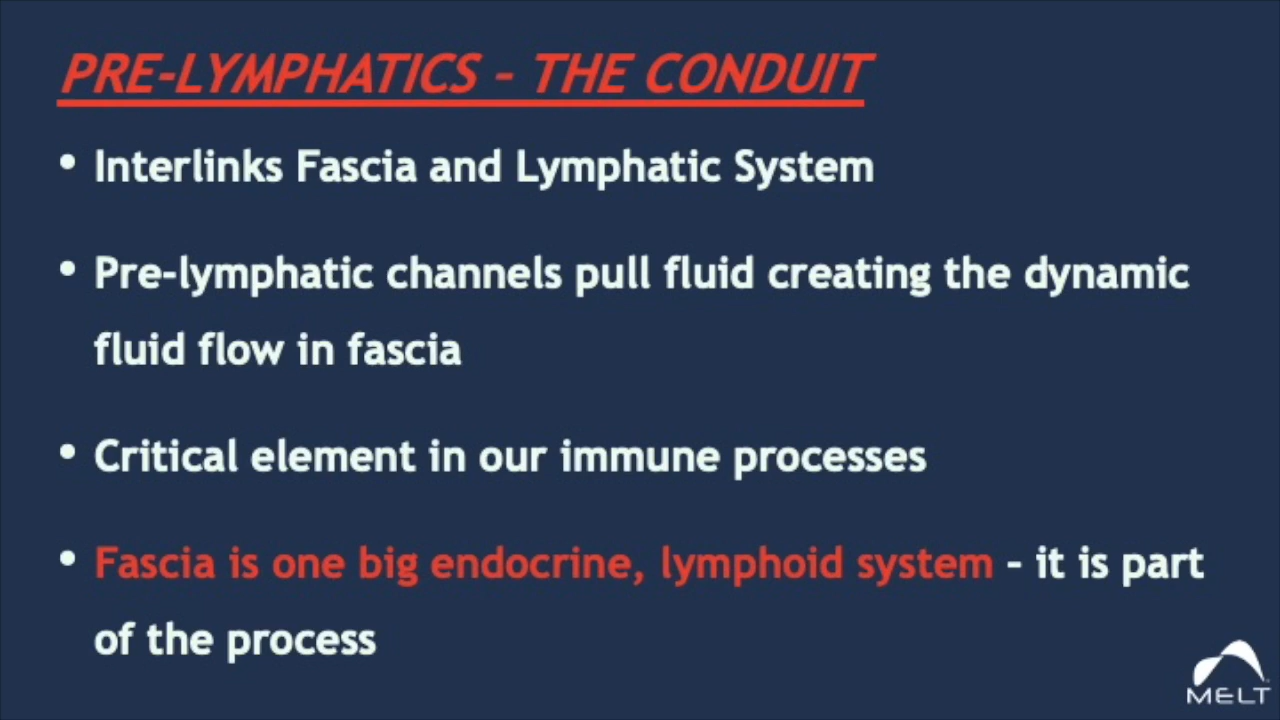 PRE-LYMPHATICS - THE CONDUIT
• Interlinks Fascia and Lymphatic System
• Pre-lymphatic channels pull fluid creating the dynamic
fluid flow in fascia
• Critical element in our immune processes
• Fascia is one big endocrine, lymphoid system - it is part
of the process
MELT